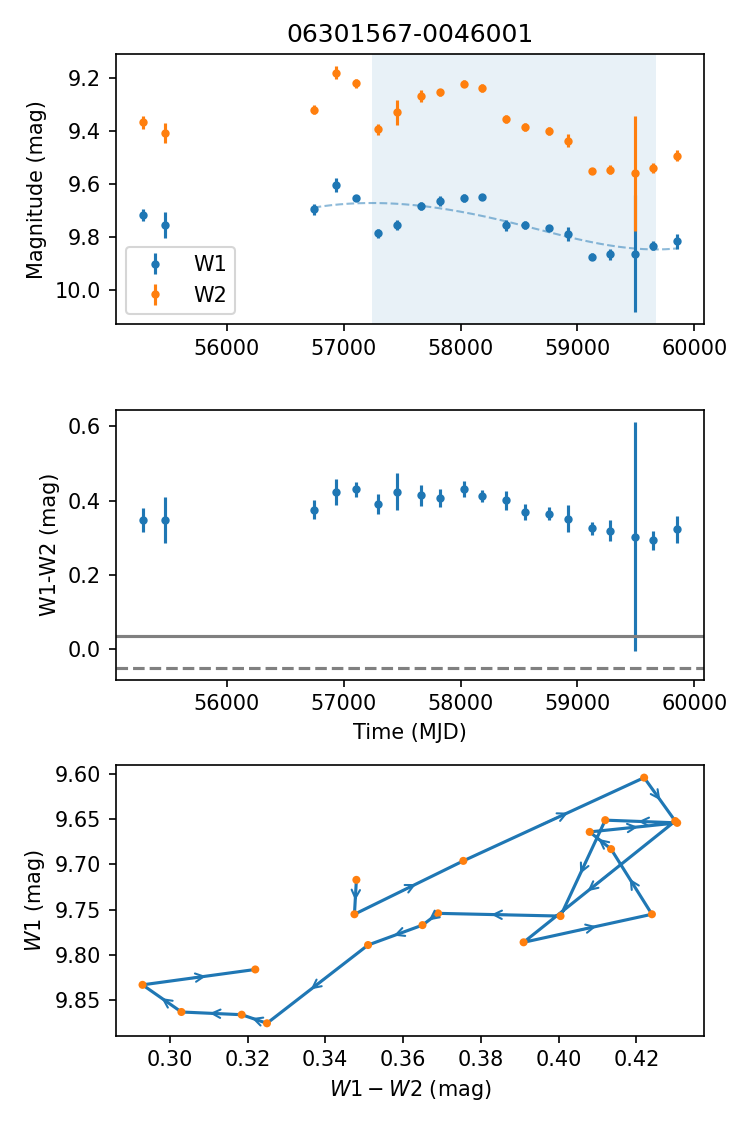 06301567-0046001
9.2
9.4
9.6
9.8
10.0
Magnitude (mag)
W1
W2
56000 57000 58000 59000 60000
0.6
0.4
0.2
0.0
W1-W2 (mag)
56000 57000 58000 59000 60000
Time (MJD)
9.60
9.65
9.70
9.75
9.80
9.85
W1 (mag)
0.30 0.32 0.34 0.36 0.38 0.40 0.42
W1 − W2 (mag)